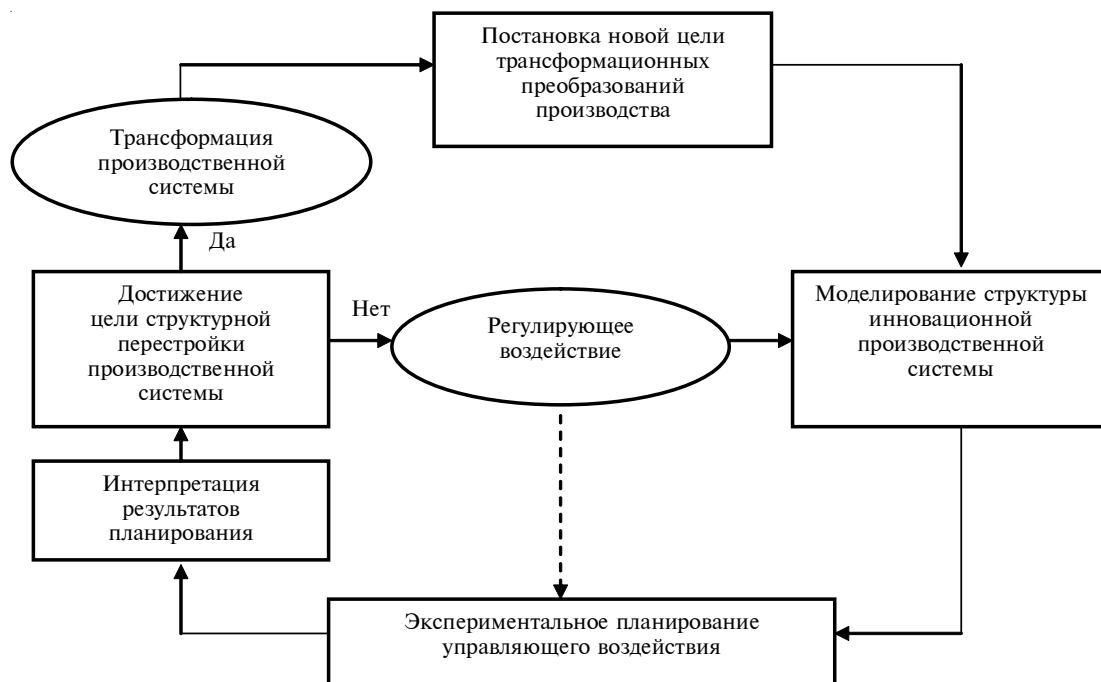 Постановка новой цели
трансформационных
преобразований
производства
Трансформация
производственной
системы
Да
Достижение
цели структурной
перестройки
производственной
системы
Нет
Регулирующее
воздействие
Моделирование структуры
инновационной
производственной
системы
Интерпретация
результатов
планирования
Экспериментальное планирование
управляющего воздействия